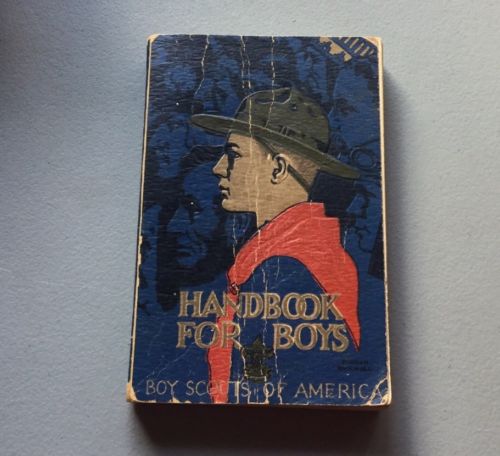 HANDBOOK
FOR BOYS
BOY SCOUTS OF AMERICA